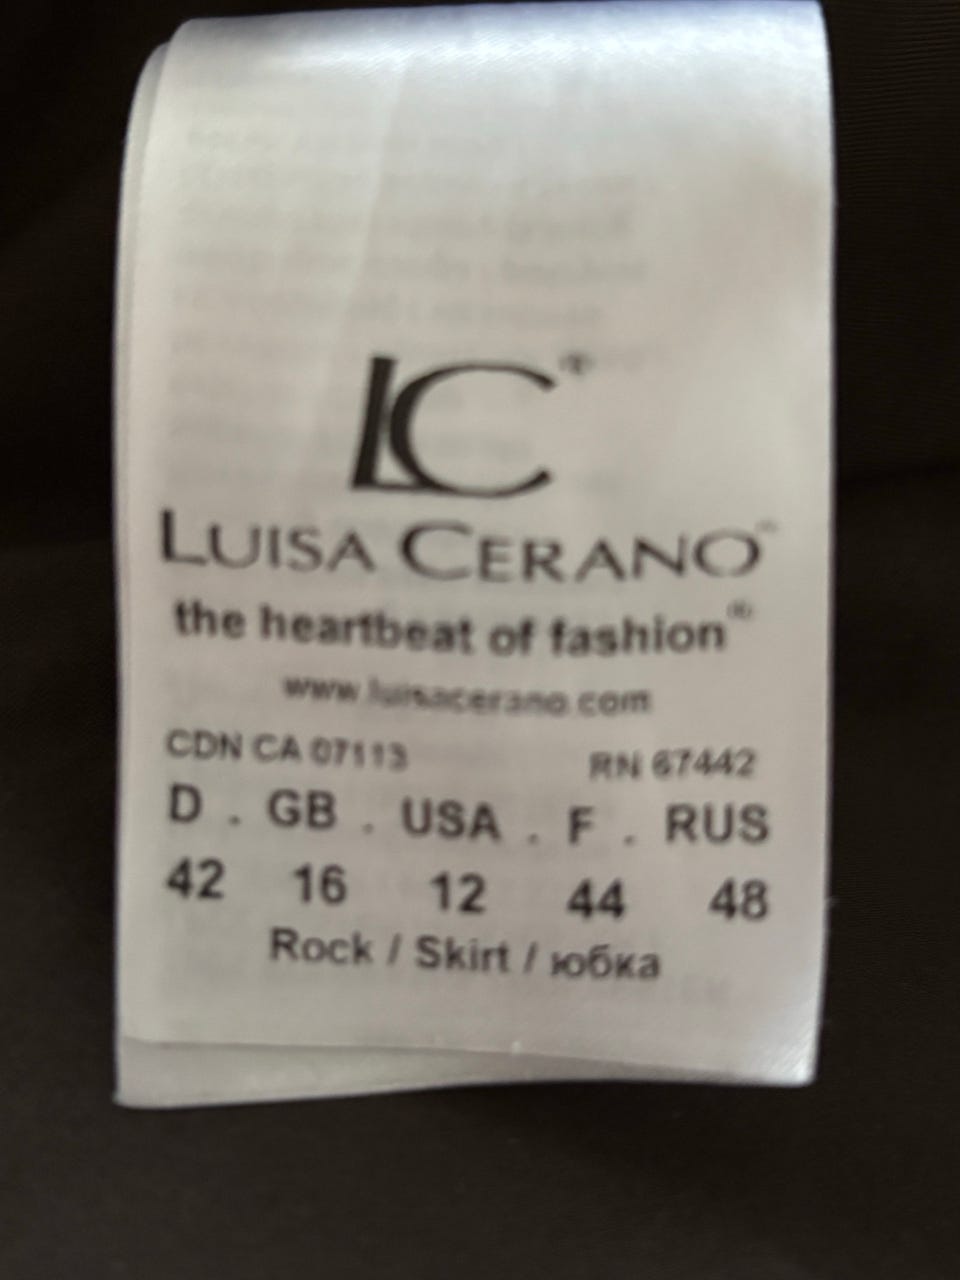 LC®
LUISA CERANO
the heartbeat of fashion®
www.luisacerano.com
CDN CA 07113 RN 67442
D . GB . USA . F . RUS
42 16 12 44 48
Rock / Skirt / юбка